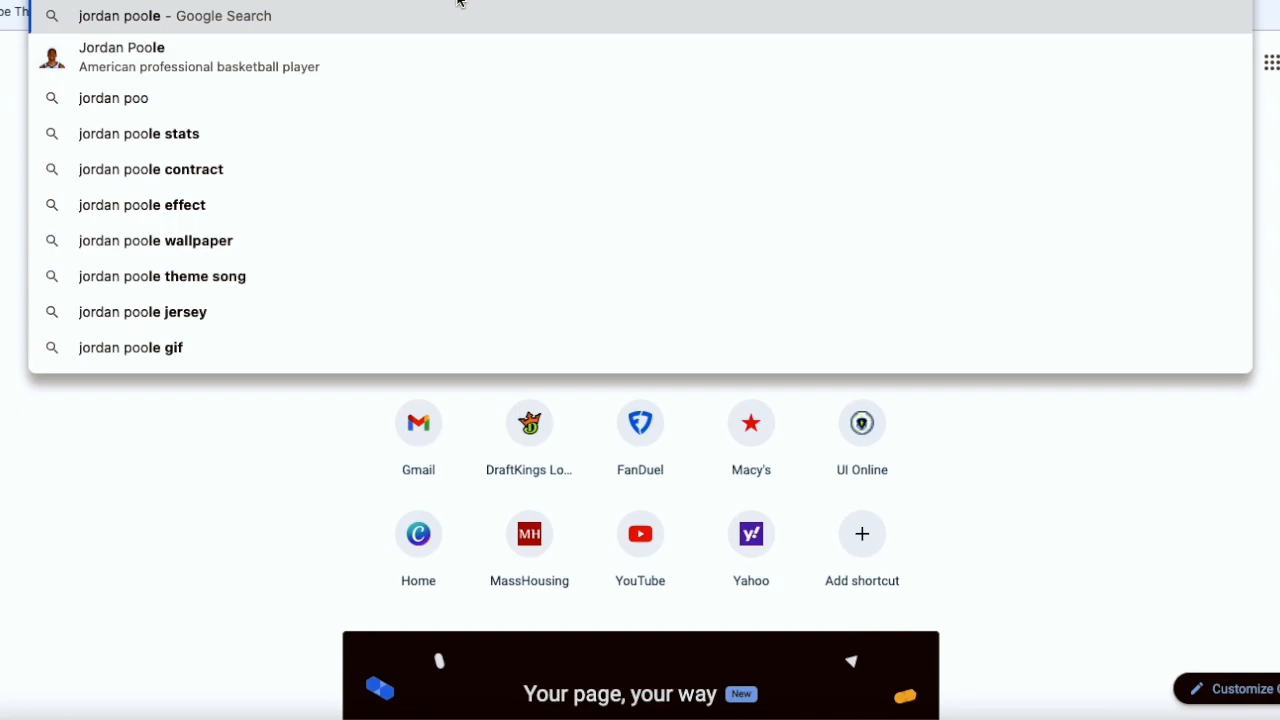 jordan poole - Google Search
Jordan Poole
American professional basketball player
jordan poo
jordan poole stats
jordan poole contract
jordan poole effect
jordan poole wallpaper
jordan poole theme song
jordan poole jersey
jordan poole gif
Gmail DraftKings Lo... FanDuel Macy's UI Online
MH
Home MassHousing YouTube Yahoo Add shortcut
Your page, your way New
Customize